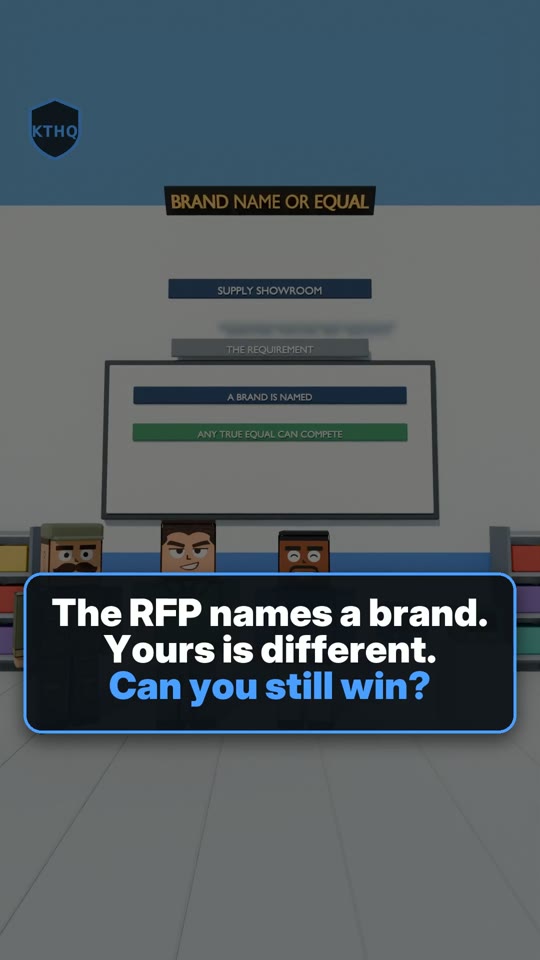 KTHQ
BRAND NAME OR EQUAL
SUPPLY SHOWROOM
THE REQUIREMENT
A BRAND IS NAMED
ANY TRUE EQUAL CAN COMPETE
The RFP names a brand.
Yours is different.
Can you still win?